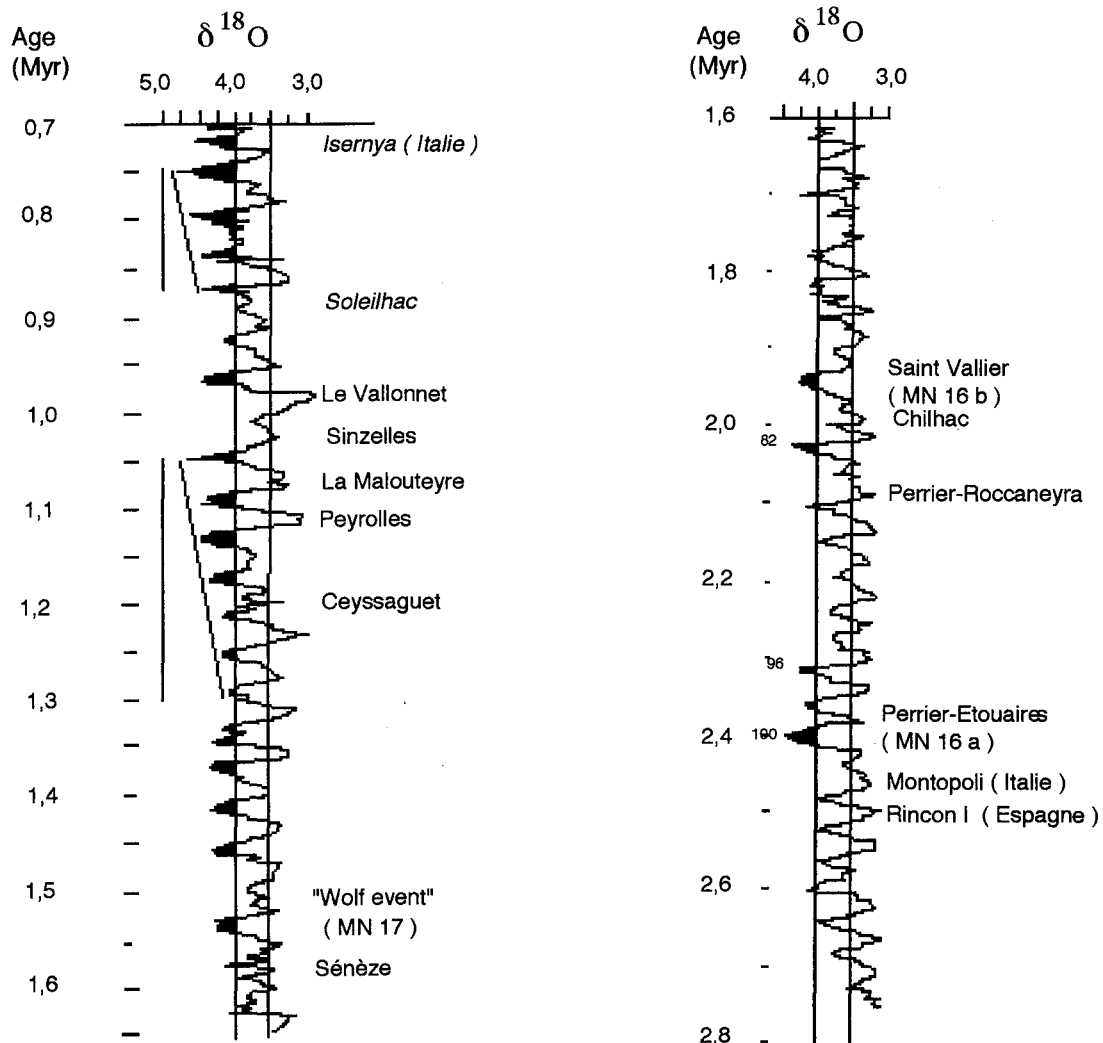 Age
(Myr)
δ 18 O
5,0 4,0 3,0
0,7
Isernya ( Italie )
0,8
Soleilhac
0,9
Le Vallonnet
1,0
Sinzelles
La Malouteyre
1,1
Peyrolles
1,2
Ceyssaguet
1,3
1,4
1,5
"Wolf event"
( MN 17 )
Sénèze
1,6
Age
(Myr)
δ 18 O
4,0 3,0
1,6
1,8
Saint Vallier
( MN 16 b )
Chilhac
2,0
82
Perrier-Roccaneyra
2,2
96
Perrier-Etouaires
( MN 16 a )
2,4
100
Montopoli ( Italie )
Rincon I ( Espagne )
2,6
2.8